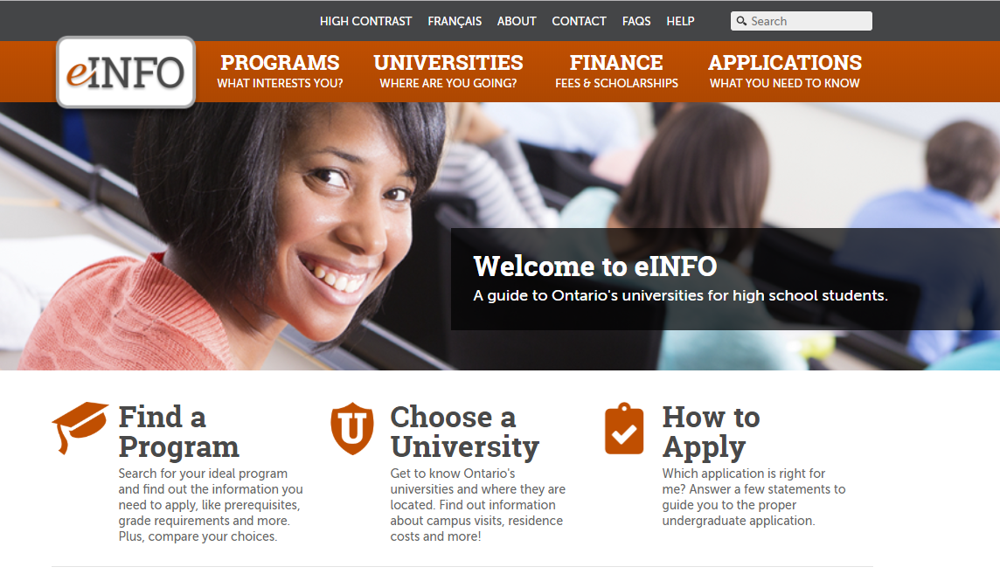 HIGH CONTRAST FRANÇAIS ABOUT CONTACT FAQS HELP Search
eINFO
PROGRAMS UNIVERSITIES FINANCE APPLICATIONS
WHAT INTERESTS YOU? WHERE ARE YOU GOING? FEES & SCHOLARSHIPS WHAT YOU NEED TO KNOW
Welcome to eINFO
A guide to Ontario's universities for high school students.
Find a
Program
Search for your ideal program
and find out the information you
need to apply, like prerequisites,
grade requirements and more.
Plus, compare your choices.
U
Choose a
University
Get to know Ontario's
universities and where they are
located. Find out information
about campus visits, residence
costs and more!
How to
Apply
Which application is right for
me? Answer a few statements to
guide you to the proper
undergraduate application.